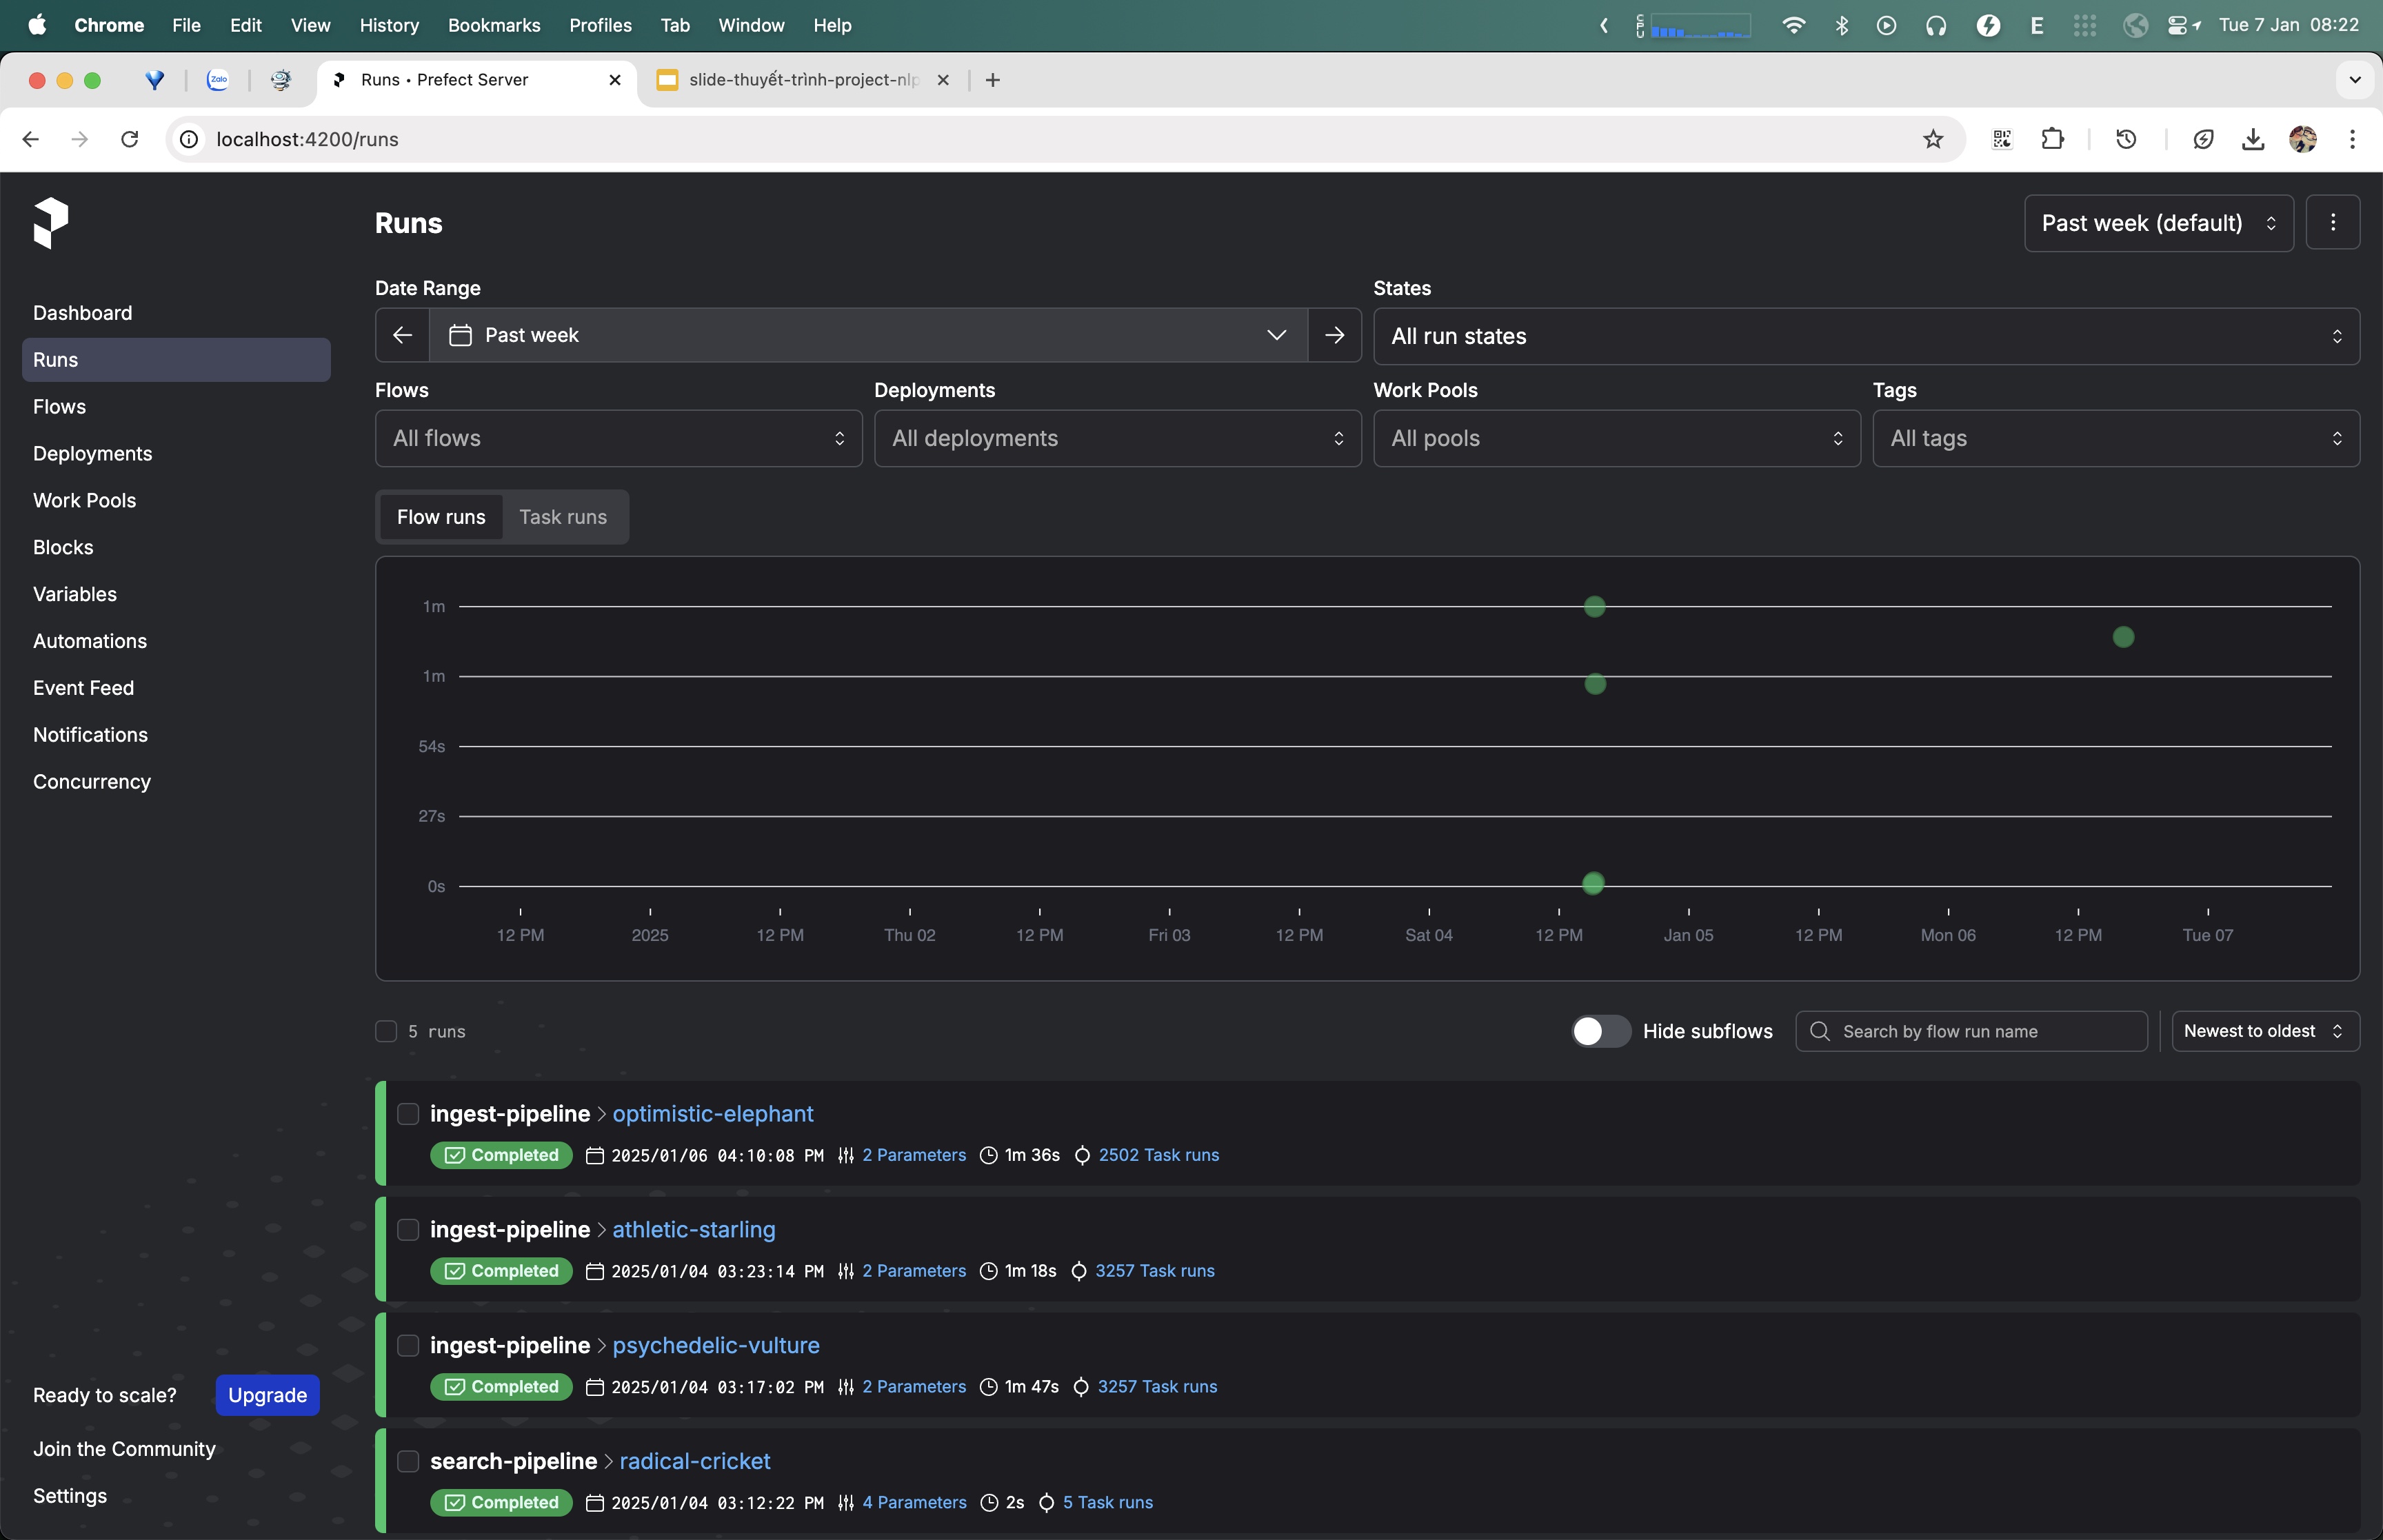 Chrome File Edit View History Bookmarks Profiles Tab Window Help CPU E Tue 7 Jan 08:22
Zalo Runs • Prefect Server slide-thuyết-trình-project-nlp
localhost:4200/runs
Runs Past week (default)
Date Range States
Past week All run states
Flows Deployments Work Pools Tags
All flows All deployments All pools All tags
Flow runs Task runs
Dashboard
Runs
Flows
Deployments
Work Pools
Blocks
Variables
Automations
Event Feed
Notifications
Concurrency
1m
1m
54s
27s
0s
12 PM 2025 12 PM Thu 02 12 PM Fri 03 12 PM Sat 04 12 PM Jan 05 12 PM Mon 06 12 PM Tue 07
5 runs Hide subflows Search by flow run name Newest to oldest
ingest-pipeline > optimistic-elephant
Completed 2025/01/06 04:10:08 PM 2 Parameters 1m 36s 2502 Task runs
ingest-pipeline > athletic-starling
Completed 2025/01/04 03:23:14 PM 2 Parameters 1m 18s 3257 Task runs
ingest-pipeline > psychedelic-vulture
Completed 2025/01/04 03:17:02 PM 2 Parameters 1m 47s 3257 Task runs
search-pipeline > radical-cricket
Completed 2025/01/04 03:12:22 PM 4 Parameters 2s 5 Task runs
Ready to scale? Upgrade
Join the Community
Settings